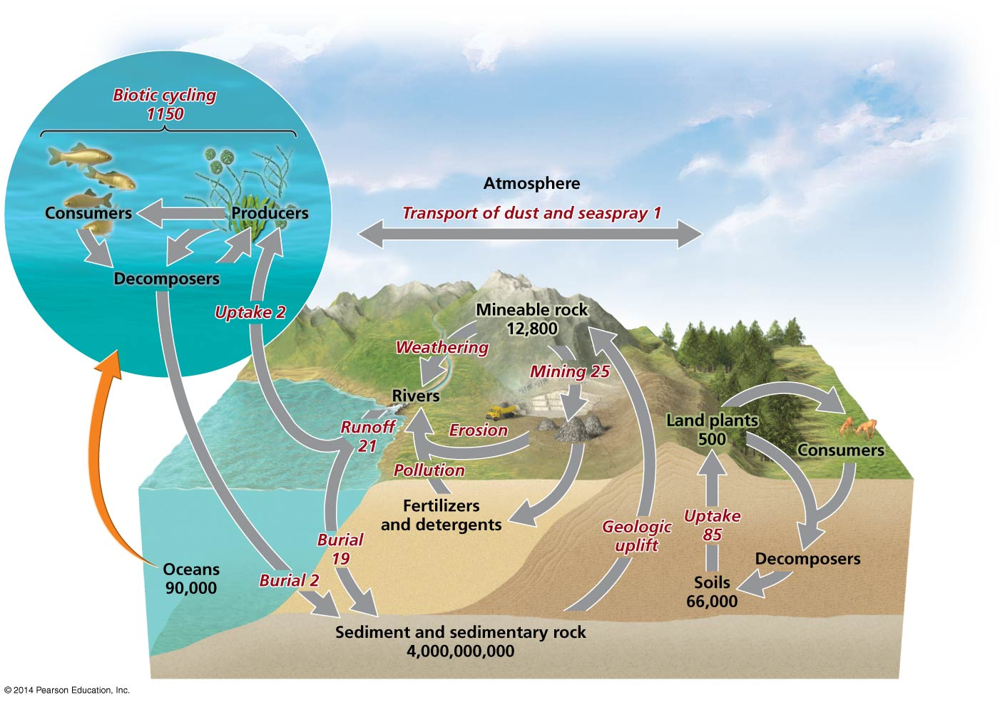 Biotic cycling
1150
Consumers
Producers
Decomposers
Uptake 2
Atmosphere
Transport of dust and seaspray 1
Mineable rock
12,800
Weathering
Mining 25
Rivers
Runoff
21
Erosion
Pollution
Fertilizers
and detergents
Land plants
500
Consumers
Geologic
uplift
Uptake
85
Decomposers
Soils
66,000
Burial
19
Burial 2
Oceans
90,000
Sediment and sedimentary rock
4,000,000,000
© 2014 Pearson Education, Inc.